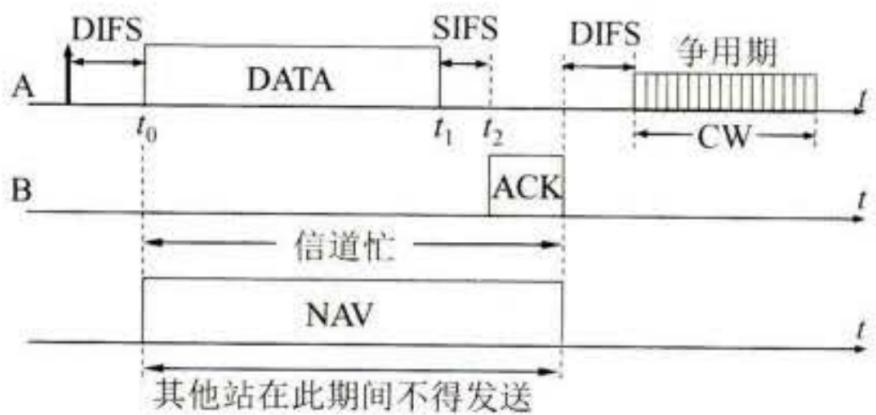 DIFS SIFS DIFS 争用期
A DATA t
t₀ t₁ t₂ CW
B ACK t
信道忙
NAV t
其他站在此期间不得发送